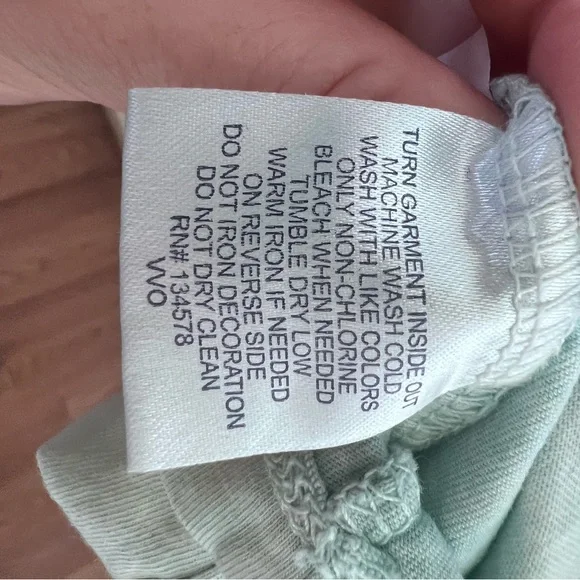 TURN GARMENT INSIDE OUT
MACHINE WASH COLD
WASH WITH LIKE COLORS
ONLY NON-CHLORINE
BLEACH WHEN NEEDED
TUMBLE DRY LOW
WARM IRON IF NEEDED
ON REVERSE SIDE
DO NOT IRON DECORATION
DO NOT DRY CLEAN
RN# 134578
WO